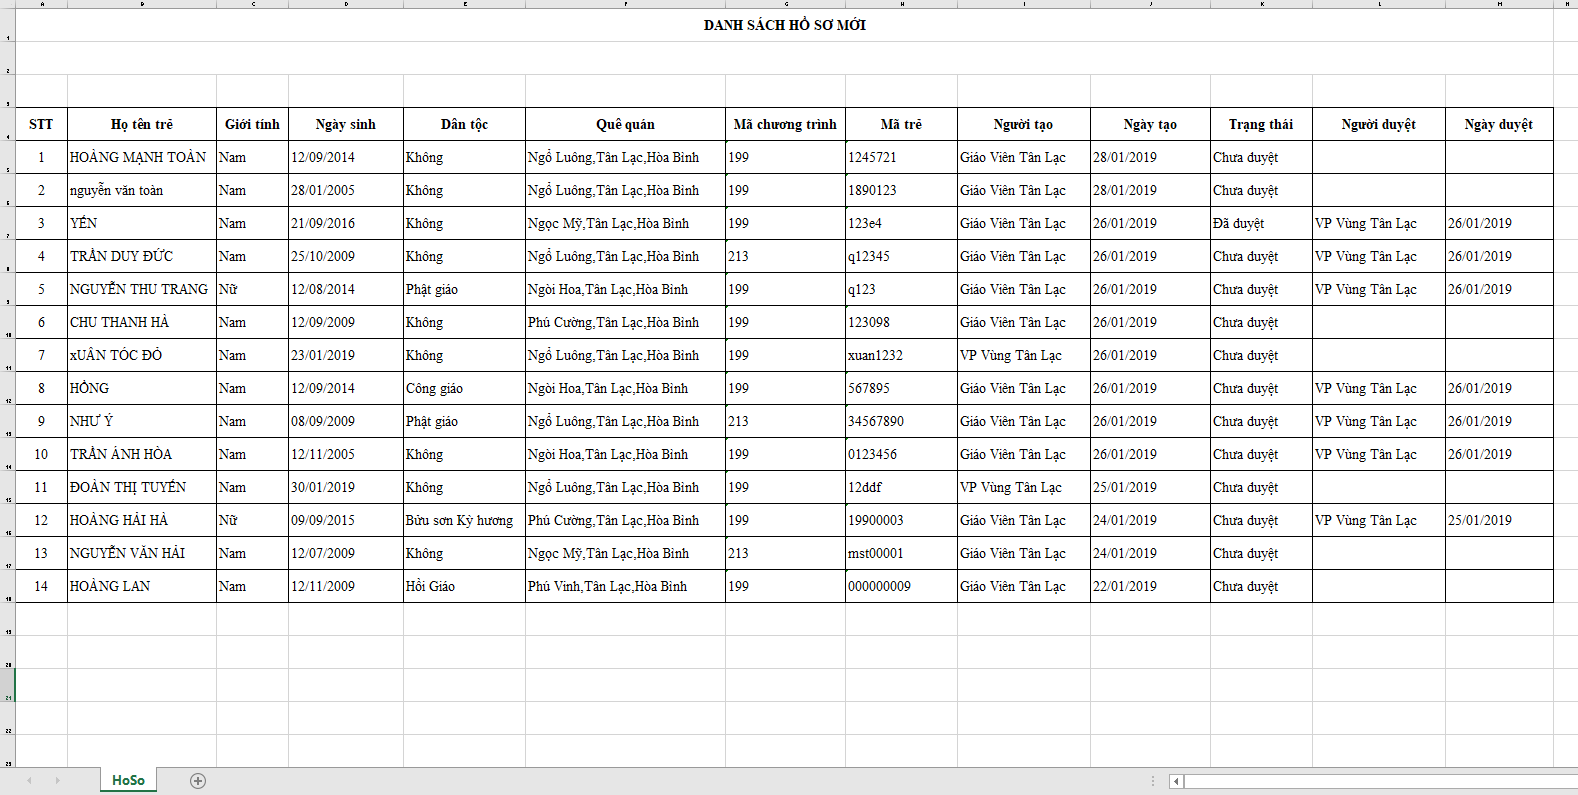 DANH SÁCH HỒ SƠ MỚI
STT Họ tên trẻ Giới tính Ngày sinh Dân tộc Quê quán Mã chương trình Mã trẻ Người tạo Ngày tạo Trạng thái Người duyệt Ngày duyệt
1 HOÀNG MẠNH TOÀN Nam 12/09/2014 Không Ngổ Luông,Tân Lạc,Hòa Bình 199 1245721 Giáo Viên Tân Lạc 28/01/2019 Chưa duyệt
2 nguyễn văn toàn Nam 28/01/2005 Không Ngổ Luông,Tân Lạc,Hòa Bình 199 1890123 Giáo Viên Tân Lạc 28/01/2019 Chưa duyệt
3 YẾN Nam 21/09/2016 Không Ngọc Mỹ,Tân Lạc,Hòa Bình 199 123e4 Giáo Viên Tân Lạc 26/01/2019 Đã duyệt VP Vùng Tân Lạc 26/01/2019
4 TRẦN DUY ĐỨC Nam 25/10/2009 Không Ngổ Luông,Tân Lạc,Hòa Bình 213 q12345 Giáo Viên Tân Lạc 26/01/2019 Chưa duyệt VP Vùng Tân Lạc 26/01/2019
5 NGUYỄN THU TRANG Nữ 12/08/2014 Phật giáo Ngòi Hoa,Tân Lạc,Hòa Bình 199 q123 Giáo Viên Tân Lạc 26/01/2019 Chưa duyệt VP Vùng Tân Lạc 26/01/2019
6 CHU THANH HÀ Nam 12/09/2009 Không Phú Cường,Tân Lạc,Hòa Bình 199 123098 Giáo Viên Tân Lạc 26/01/2019 Chưa duyệt
7 xUÂN TÓC ĐỎ Nam 23/01/2019 Không Ngổ Luông,Tân Lạc,Hòa Bình 199 xuan1232 VP Vùng Tân Lạc 26/01/2019 Chưa duyệt
8 HỒNG Nam 12/09/2014 Công giáo Ngòi Hoa,Tân Lạc,Hòa Bình 199 567895 Giáo Viên Tân Lạc 26/01/2019 Chưa duyệt VP Vùng Tân Lạc 26/01/2019
9 NHƯ Ý Nam 08/09/2009 Phật giáo Ngổ Luông,Tân Lạc,Hòa Bình 213 34567890 Giáo Viên Tân Lạc 26/01/2019 Chưa duyệt VP Vùng Tân Lạc 26/01/2019
10 TRẦN ÁNH HÒA Nam 12/11/2005 Không Ngòi Hoa,Tân Lạc,Hòa Bình 199 0123456 Giáo Viên Tân Lạc 26/01/2019 Chưa duyệt VP Vùng Tân Lạc 26/01/2019
11 ĐOÀN THỊ TUYẾN Nam 30/01/2019 Không Ngổ Luông,Tân Lạc,Hòa Bình 199 12ddf VP Vùng Tân Lạc 25/01/2019 Chưa duyệt
12 HOÀNG HẢI HÀ Nữ 09/09/2015 Bửu sơn Kỳ hương Phú Cường,Tân Lạc,Hòa Bình 199 19900003 Giáo Viên Tân Lạc 24/01/2019 Chưa duyệt VP Vùng Tân Lạc 25/01/2019
13 NGUYỄN VĂN HẢI Nam 12/07/2009 Không Ngọc Mỹ,Tân Lạc,Hòa Bình 213 mst00001 Giáo Viên Tân Lạc 24/01/2019 Chưa duyệt
14 HOÀNG LAN Nam 12/11/2009 Hồi Giáo Phú Vinh,Tân Lạc,Hòa Bình 199 000000009 Giáo Viên Tân Lạc 22/01/2019 Chưa duyệt
HoSo